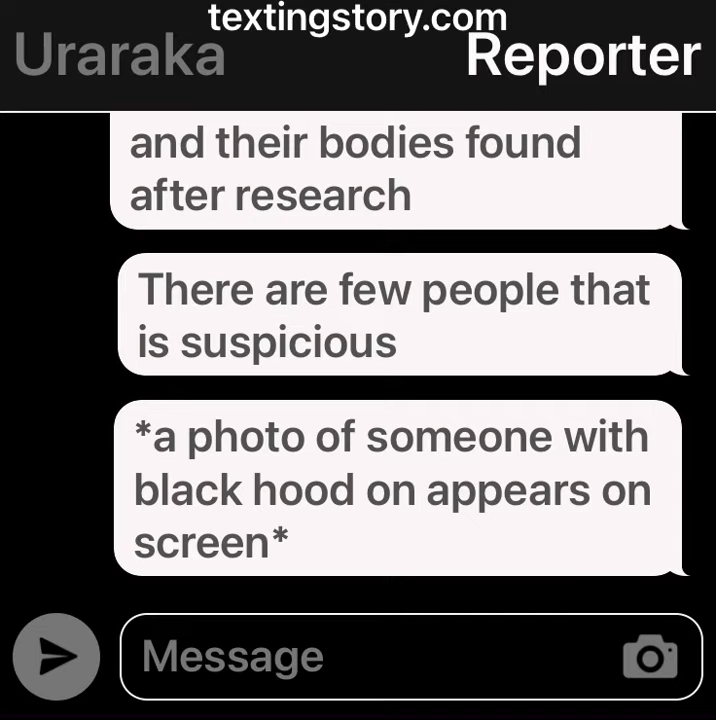 textingstory.com
Uraraka
Reporter
and their bodies found
after research
There are few people that
is suspicious
*a photo of someone with
black hood on appears on
screen*
Message